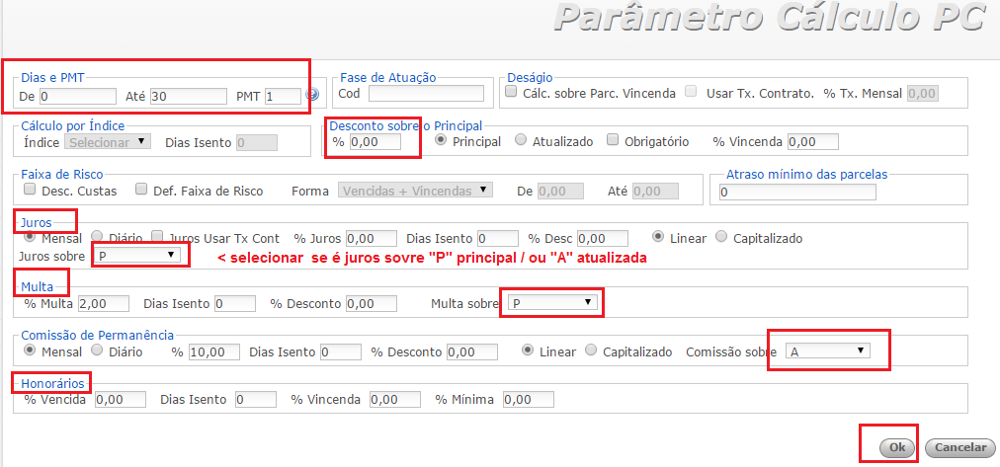 Parâmetro Cálculo PC
Dias e PMT
De 0 Até 30 PMT 1
Fase de Atuação
Cod
Deságio
Cálc. sobre Parc. Vincenda Usar Tx. Contrato. % Tx. Mensal 0,00
Cálculo por Índice
Índice Selecionar Dias Isento 0
Desconto sobre o Principal
% 0,00 Principal Atualizado Obrigatório % Vincenda 0,00
Faixa de Risco
Desc. Custas Def. Faixa de Risco Forma Vencidas + Vincendas De 0,00 Até 0,00
Atraso mínimo das parcelas
0
Juros
Mensal Diário Juros Usar Tx Cont % Juros 0,00 Dias Isento 0 % Desc 0,00 Linear Capitalizado
Juros sobre P < selecionar se é juros sovre "P" principal / ou "A" atualizada
Multa
% Multa 2,00 Dias Isento 0 % Desconto 0,00 Multa sobre P
Comissão de Permanência
Mensal Diário % 10,00 Dias Isento 0 % Desconto 0,00 Linear Capitalizado Comissão sobre A
Honorários
% Vencida 0,00 Dias Isento 0 % Vincenda 0,00 % Mínima 0,00
Ok Cancelar